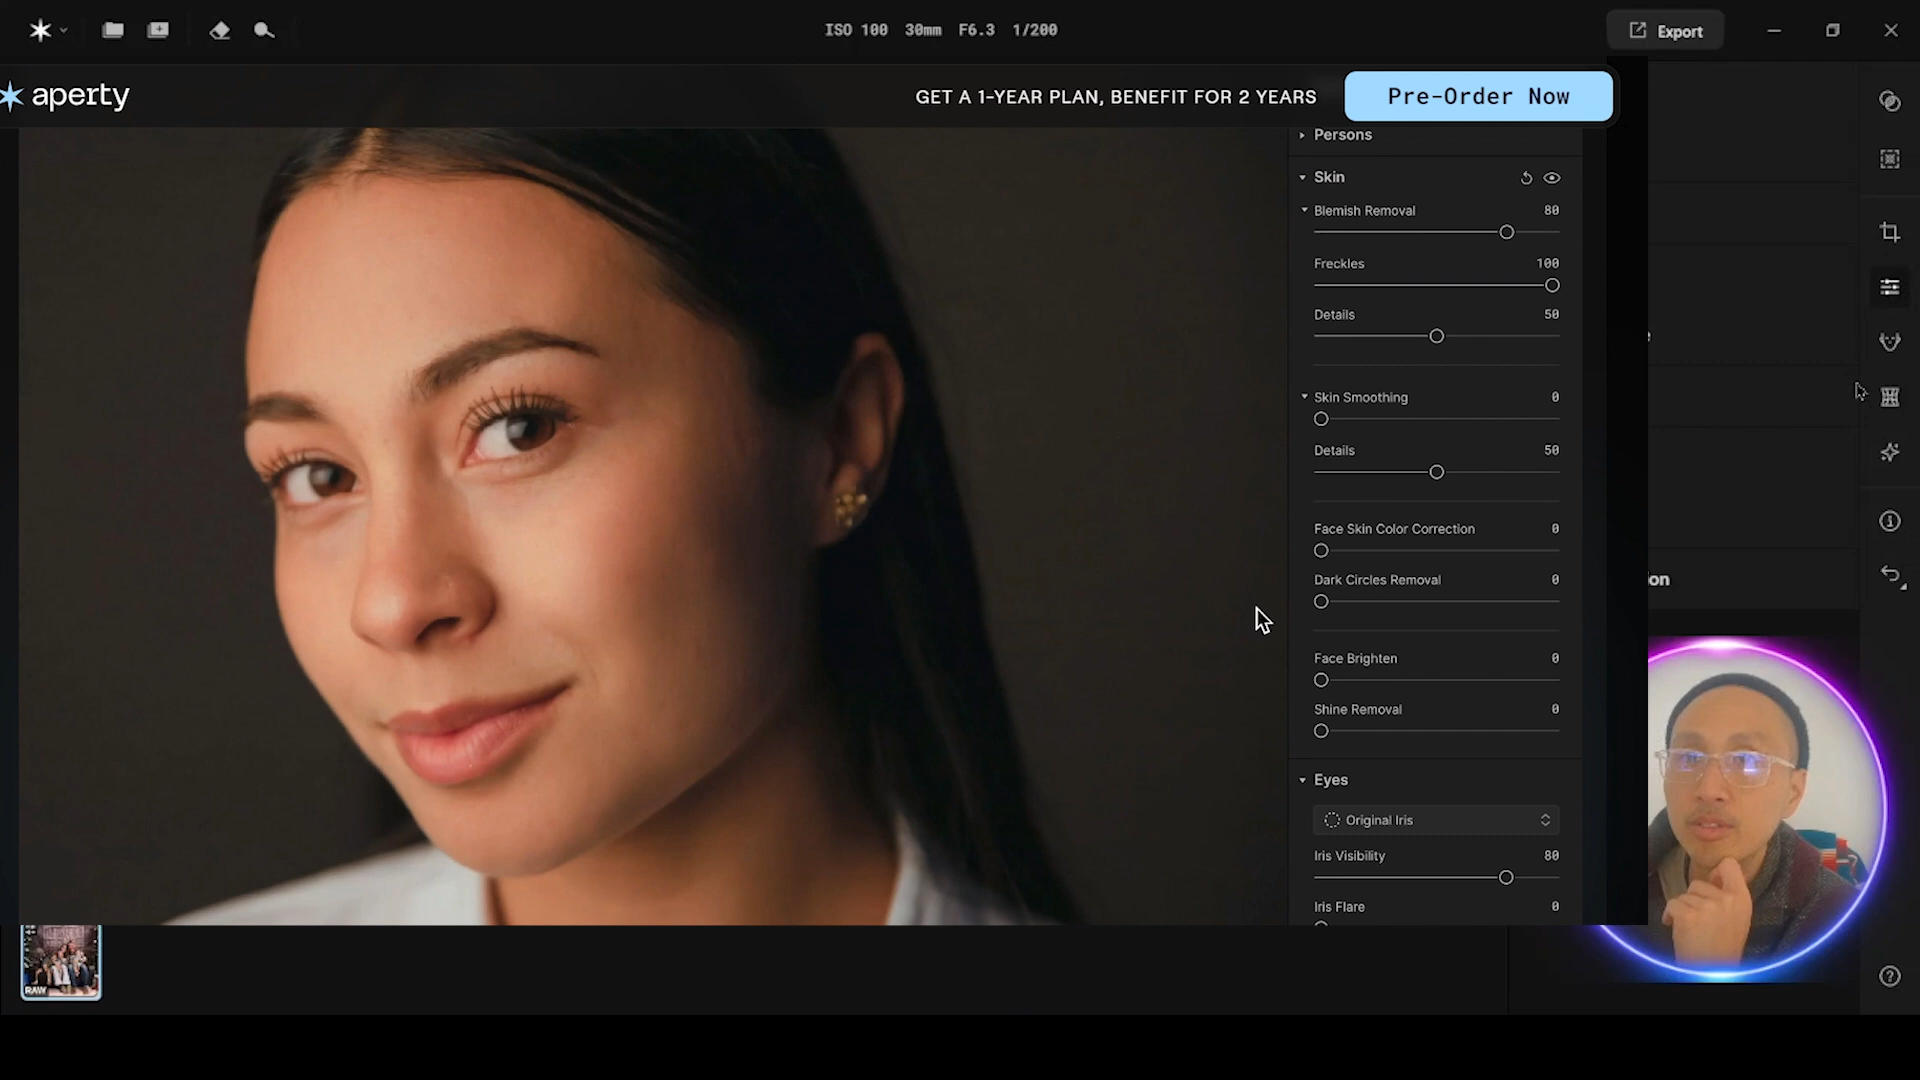 ISO 100 30mm F6.3 1/200
Export
aperty
GET A 1-YEAR PLAN, BENEFIT FOR 2 YEARS
Pre-Order Now
Persons
Skin
Blemish Removal 80
Freckles 100
Details 50
Skin Smoothing 0
Details 50
Face Skin Color Correction 0
Dark Circles Removal 0
on
Face Brighten 0
Shine Removal 0
Eyes
Original Iris
Iris Visibility 80
Iris Flare 0
RAW